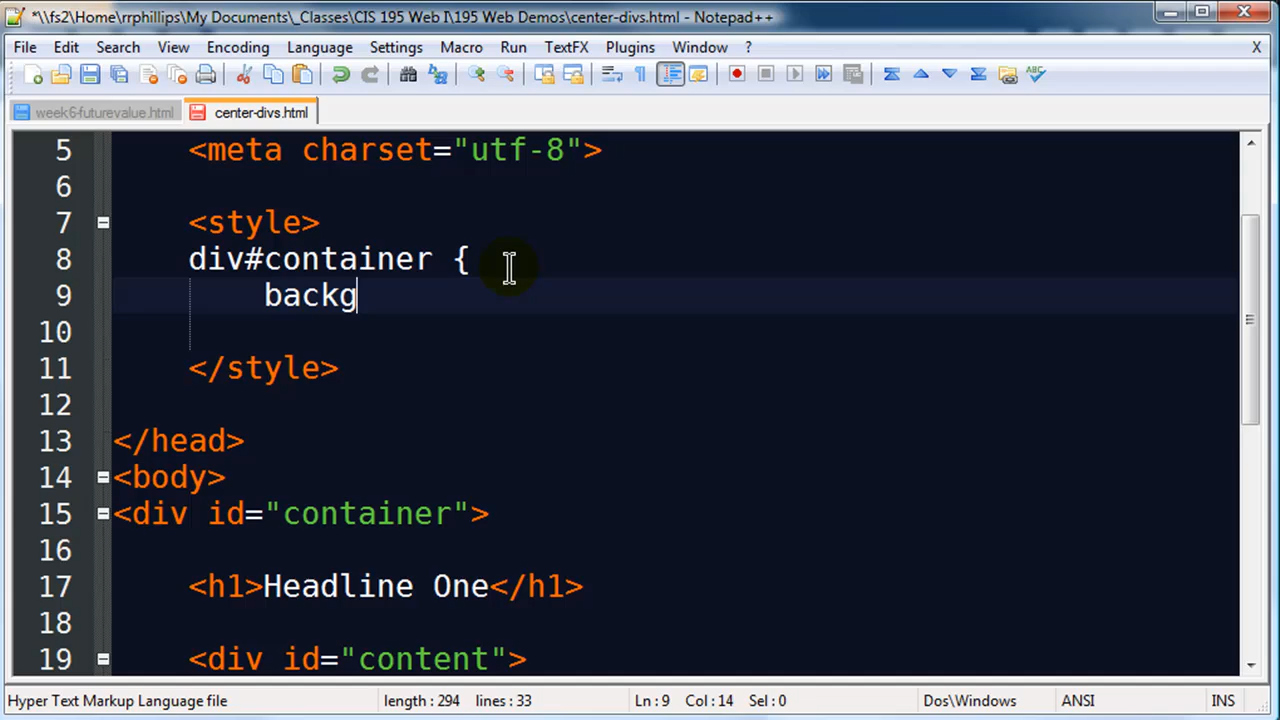 *\\fs2\Home\rrphillips\My Documents\_Classes\CIS 195 Web I\195 Web Demos\center-divs.html - Notepad++
File Edit Search View Encoding Language Settings Macro Run TextFX Plugins Window ? X
week6-futurevalue.html center-divs.html
5 <meta charset="utf-8">
6
7 <style>
8 div#container {
9 backg
10
11 </style>
12
13 </head>
14 <body>
15 <div id="container">
16
17 <h1>Headline One</h1>
18
19 <div id="content">
Hyper Text Markup Language file length : 294 lines : 33 Ln : 9 Col : 14 Sel : 0 Dos\Windows ANSI INS